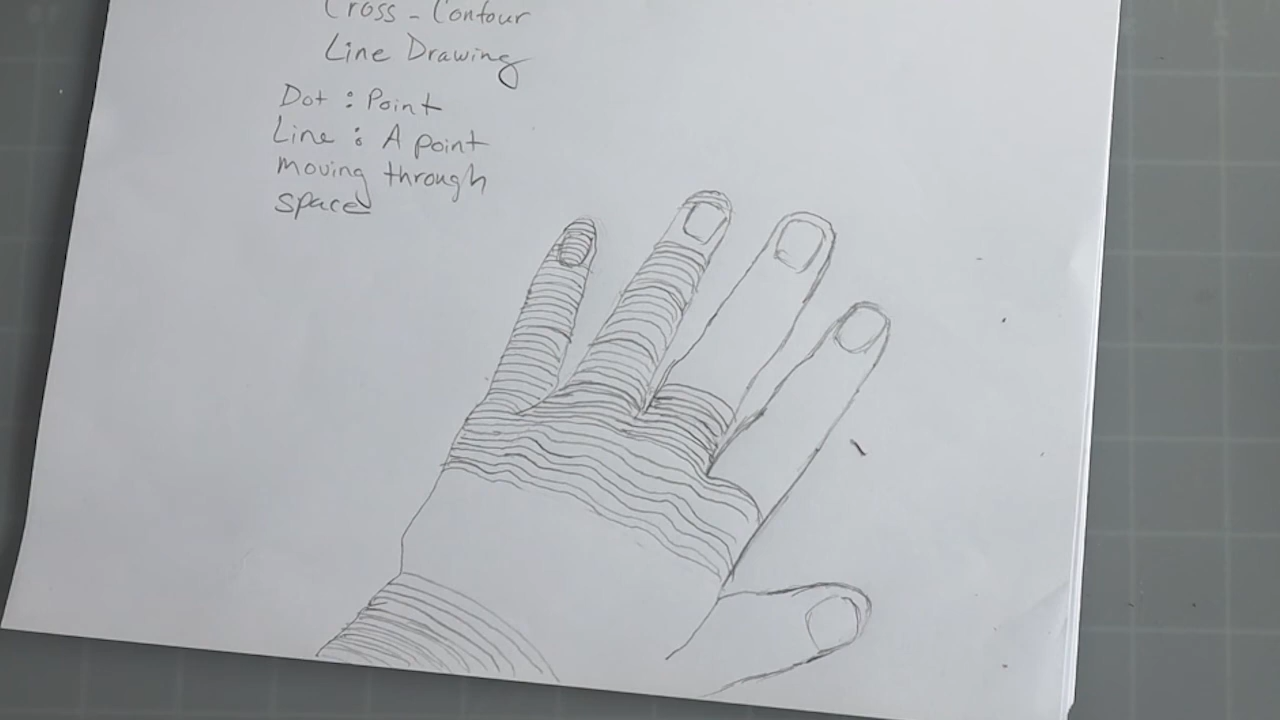 Cross-Contour
Line Drawing
Dot : Point
Line : A point
moving through
space